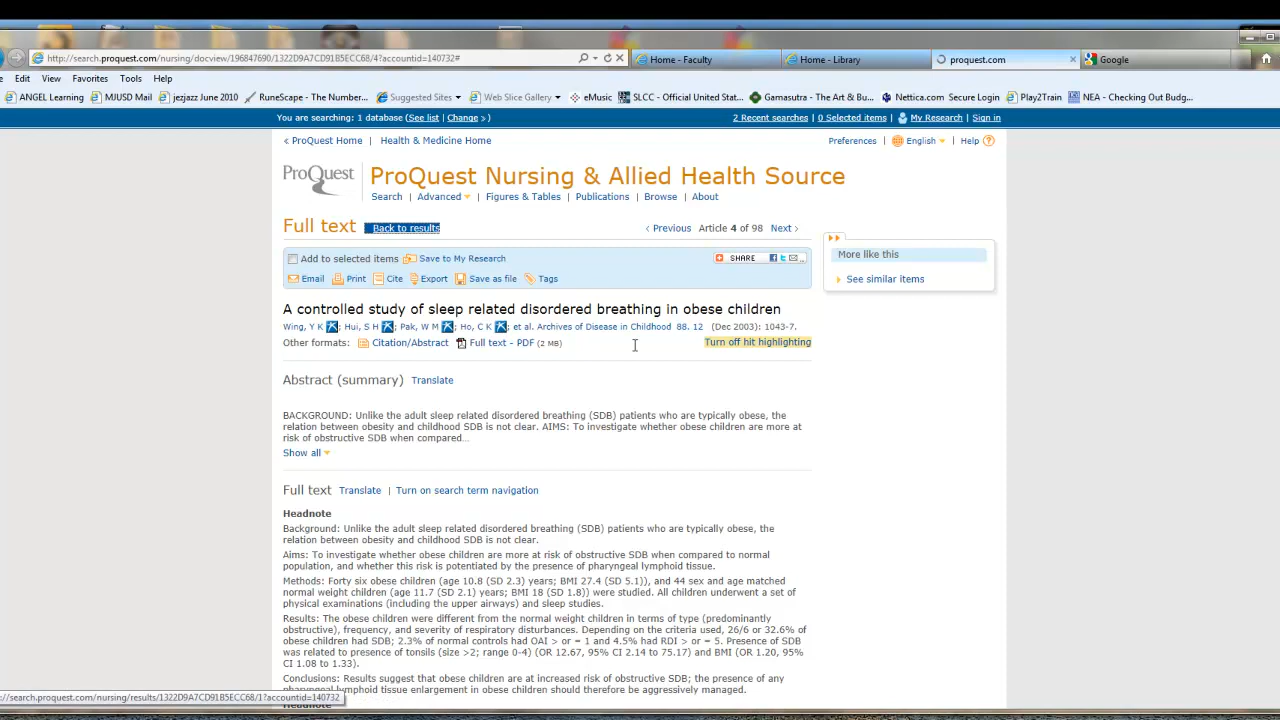 http://search.proquest.com/nursing/docview/196847690/1322D9A7CD91B5ECC68/4?accountid=140732#
Home - Faculty
Home - Library
proquest.com
Google
Edit View Favorites Tools Help
ANGEL Learning MJUSD Mail jezjazz June 2010 RuneScape - The Number... Suggested Sites Web Slice Gallery eMusic SLCC - Official United Stat... Gamasutra - The Art & Bu... Nettica.com Secure Login Play2Train NEA - Checking Out Budg...
You are searching: 1 database (See list | Change >) 2 Recent searches | 0 Selected items | My Research | Sign in
< ProQuest Home | Health & Medicine Home Preferences | English | Help ?
ProQuest
ProQuest Nursing & Allied Health Source
Search | Advanced | Figures & Tables | Publications | Browse | About
Full text Back to results < Previous Article 4 of 98 Next >
Add to selected items Save to My Research SHARE
Email Print Cite Export Save as file Tags
More like this
See similar items
A controlled study of sleep related disordered breathing in obese children
Wing, Y K; Hui, S H; Pak, W M; Ho, C K; et al. Archives of Disease in Childhood 88. 12 (Dec 2003): 1043-7.
Other formats: Citation/Abstract Full text - PDF (2 MB) Turn off hit highlighting
Abstract (summary) Translate
BACKGROUND: Unlike the adult sleep related disordered breathing (SDB) patients who are typically obese, the
relation between obesity and childhood SDB is not clear. AIMS: To investigate whether obese children are more at
risk of obstructive SDB when compared...
Show all
Full text Translate | Turn on search term navigation
Headnote
Background: Unlike the adult sleep related disordered breathing (SDB) patients who are typically obese, the
relation between obesity and childhood SDB is not clear.
Aims: To investigate whether obese children are more at risk of obstructive SDB when compared to normal
population, and whether this risk is potentiated by the presence of pharyngeal lymphoid tissue.
Methods: Forty six obese children (age 10.8 (SD 2.3) years; BMI 27.4 (SD 5.1)), and 44 sex and age matched
normal weight children (age 11.7 (SD 2.1) years; BMI 18 (SD 1.8)) were studied. All children underwent a set of
physical examinations (including the upper airways) and sleep studies.
Results: The obese children were different from the normal weight children in terms of type (predominantly
obstructive), frequency, and severity of respiratory disturbances. Depending on the criteria used, 26/6 or 32.6% of
obese children had SDB; 2.3% of normal controls had OAI > or = 1 and 4.5% had RDI > or = 5. Presence of SDB
was related to presence of tonsils (size >2; range 0-4) (OR 12.67, 95% CI 2.14 to 75.17) and BMI (OR 1.20, 95%
CI 1.08 to 1.33).
Conclusions: Results suggest that obese children are at increased risk of obstructive SDB; the presence of any
pharyngeal lymphoid tissue enlargement in obese children should therefore be aggressively managed.
://search.proquest.com/nursing/results/1322D9A7CD91B5ECC68/1?accountid=140732
Headnote